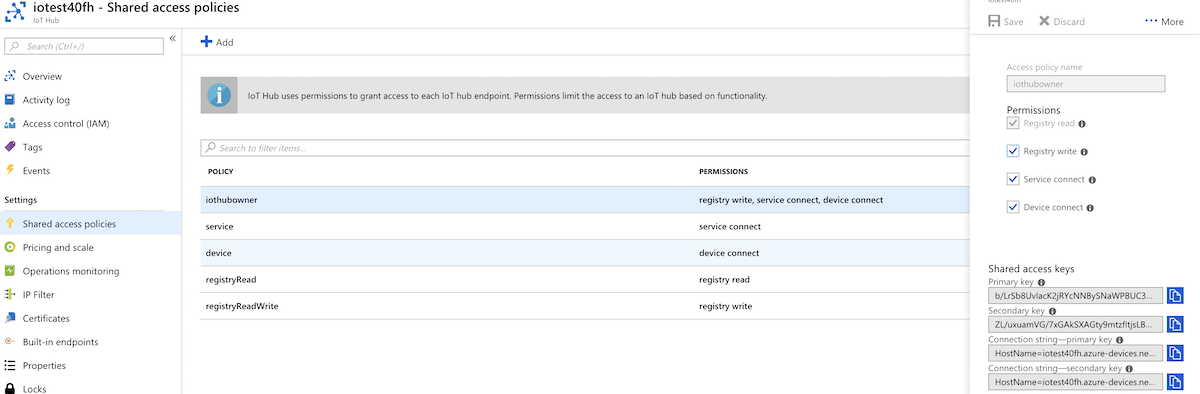 iotest40fh - Shared access policies
IoT Hub
Search (Ctrl+/)
«
Overview
Activity log
Access control (IAM)
Tags
Events
Settings
Shared access policies
Pricing and scale
Operations monitoring
IP Filter
Certificates
Built-in endpoints
Properties
Locks
Add
IoT Hub uses permissions to grant access to each IoT hub endpoint. Permissions limit the access to an IoT hub based on functionality.
Search to filter items...
POLICY PERMISSIONS
iothubowner registry write, service connect, device connect
service service connect
device device connect
registryRead registry read
registryReadWrite registry write
Save Discard More
Access policy name
iothubowner
Permissions
Registry read
Registry write
Service connect
Device connect
Shared access keys
Primary key
b/LrSb8UvIacK2jRYcNNBySNaWPBUC3...
Secondary key
ZL/uxuamVG/7xGAkSXAGty9mtzfItjsLB...
Connection string—primary key
HostName=iotest40fh.azure-devices.ne...
Connection string—secondary key
HostName=iotest40fh.azure-devices.ne...